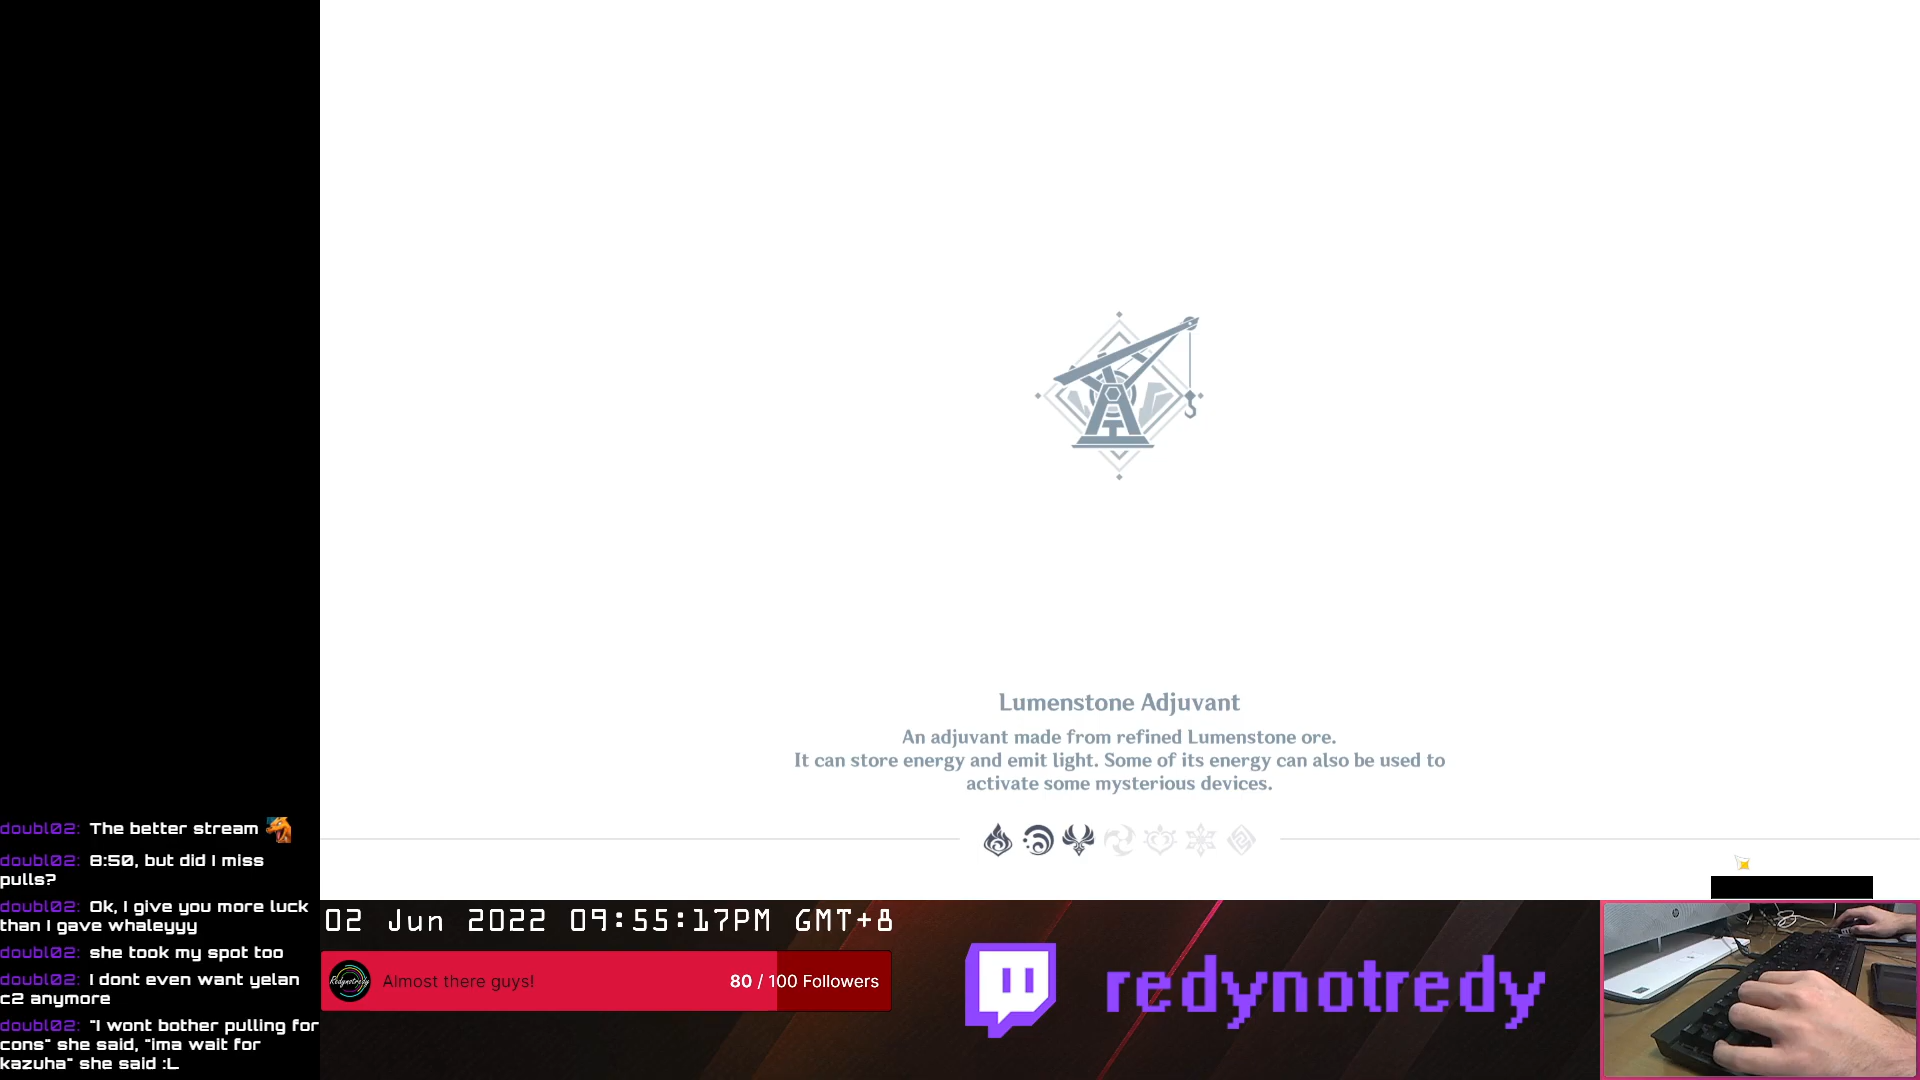 Lumenstone Adjuvant
An adjuvant made from refined Lumenstone ore.
It can store energy and emit light. Some of its energy can also be used to
activate some mysterious devices.
doubl02: The better stream
doubl02: 8:50, but did I miss
pulls?
doubl02: Ok, I give you more luck
than I gave whaleyyy
doubl02: she took my spot too
doubl02: I dont even want yelan
c2 anymore
doubl02: "I wont bother pulling for
cons" she said, "ima wait for
kazuha" she said :L
02 Jun 2022 09:55:17PM GMT+8
Redynotredy
Almost there guys!
80 / 100 Followers
redynotredy